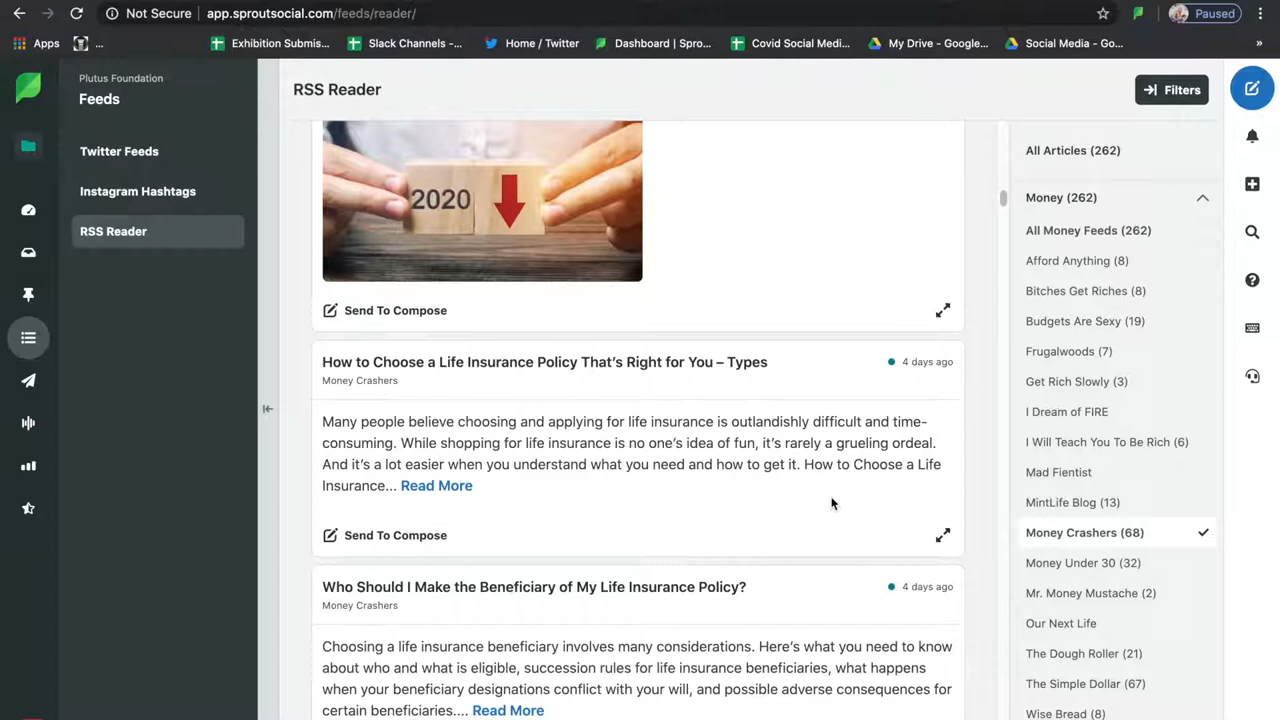 Not Secure
app.sproutsocial.com/feeds/reader/
Paused
Apps
...
Exhibition Submis...
Slack Channels -...
Home / Twitter
Dashboard | Spro...
Covid Social Medi...
My Drive - Google...
Social Media - Go...
»
Plutus Foundation
Feeds
Twitter Feeds
Instagram Hashtags
RSS Reader
RSS Reader
Filters
2020
Send To Compose
How to Choose a Life Insurance Policy That's Right for You – Types
4 days ago
Money Crashers
Many people believe choosing and applying for life insurance is outlandishly difficult and time-
consuming. While shopping for life insurance is no one's idea of fun, it's rarely a grueling ordeal.
And it's a lot easier when you understand what you need and how to get it. How to Choose a Life
Insurance... Read More
Send To Compose
Who Should I Make the Beneficiary of My Life Insurance Policy?
4 days ago
Money Crashers
Choosing a life insurance beneficiary involves many considerations. Here's what you need to know
about who and what is eligible, succession rules for life insurance beneficiaries, what happens
when your beneficiary designations conflict with your will, and possible adverse consequences for
certain beneficiaries.... Read More
All Articles (262)
Money (262)
All Money Feeds (262)
Afford Anything (8)
Bitches Get Riches (8)
Budgets Are Sexy (19)
Frugalwoods (7)
Get Rich Slowly (3)
I Dream of FIRE
I Will Teach You To Be Rich (6)
Mad Fientist
MintLife Blog (13)
Money Crashers (68)
Money Under 30 (32)
Mr. Money Mustache (2)
Our Next Life
The Dough Roller (21)
The Simple Dollar (67)
Wise Bread (8)